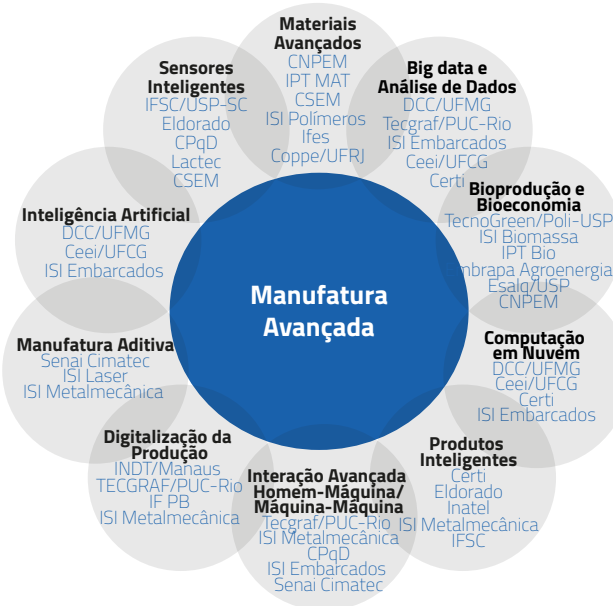 Materiais
Avançados
CNPEM
IPT MAT
CSEM
ISI Polímeros
Ifes
Coppe/UFRJ
Big data e
Análise de Dados
DCC/UFMG
Tecgraf/PUC-Rio
ISI Embarcados
Ceei/UFCG
Certi
Bioprodução e
Bioeconomia
TecnoGreen/Poli-USP
ISI Biomassa
IPT Bio
Embrapa Agroenergia
Esalq/USP
CNPEM
Computação
em Nuvem
DCC/UFMG
Ceei/UFCG
Certi
ISI Embarcados
Produtos
Inteligentes
Certi
Eldorado
Inatel
ISI Metalmecânica
IFSC
Interação Avançada
Homem-Máquina/
Máquina-Máquina
Tecgraf/PUC-Rio
ISI Metalmecânica
CPqD
ISI Embarcados
Senai Cimatec
Digitalização da
Produção
INDT/Manaus
TECGRAF/PUC-Rio
IF PB
ISI Metalmecânica
Manufatura Aditiva
Senai Cimatec
ISI Laser
ISI Metalmecânica
Inteligência Artificial
DCC/UFMG
Ceei/UFCG
ISI Embarcados
Sensores
Inteligentes
IFSC/USP-SC
Eldorado
CPqD
Lactec
CSEM
Manufatura
Avançada